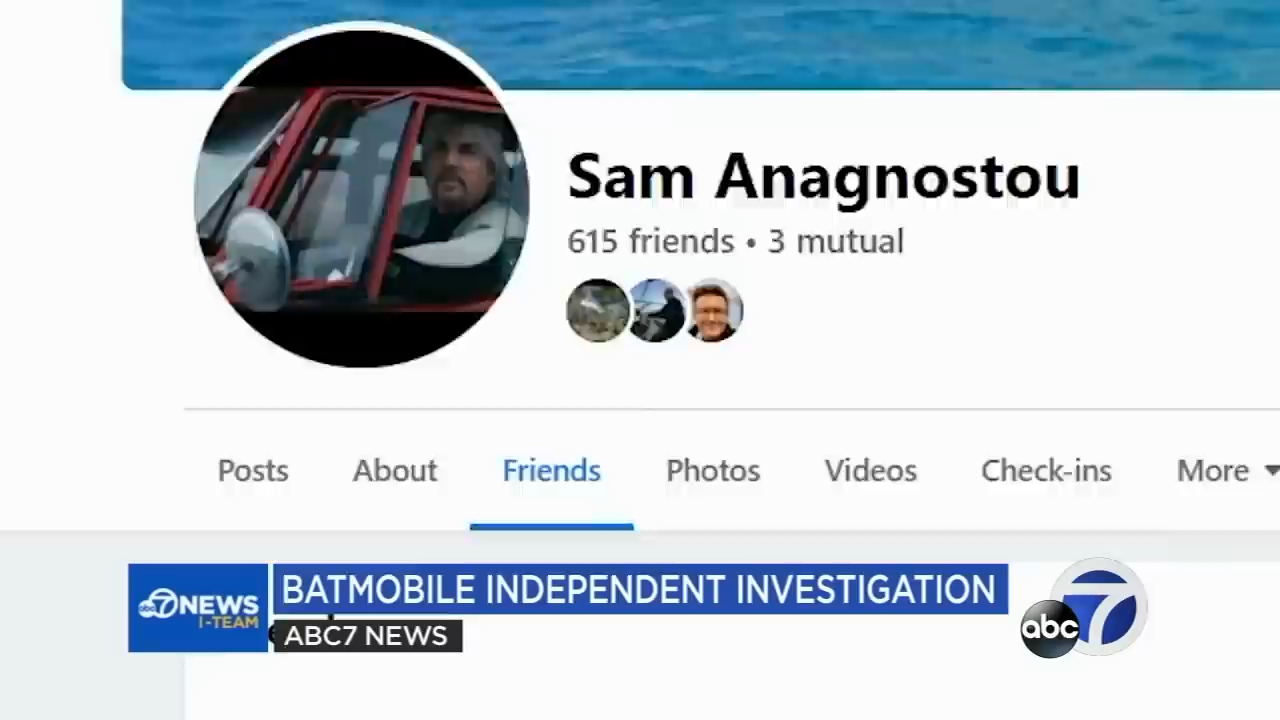 Sam Anagnostou
615 friends • 3 mutual
Posts About Friends Photos Videos Check-ins More
abc7NEWS
I-TEAM
BATMOBILE INDEPENDENT INVESTIGATION
ABC7 NEWS
abc 7